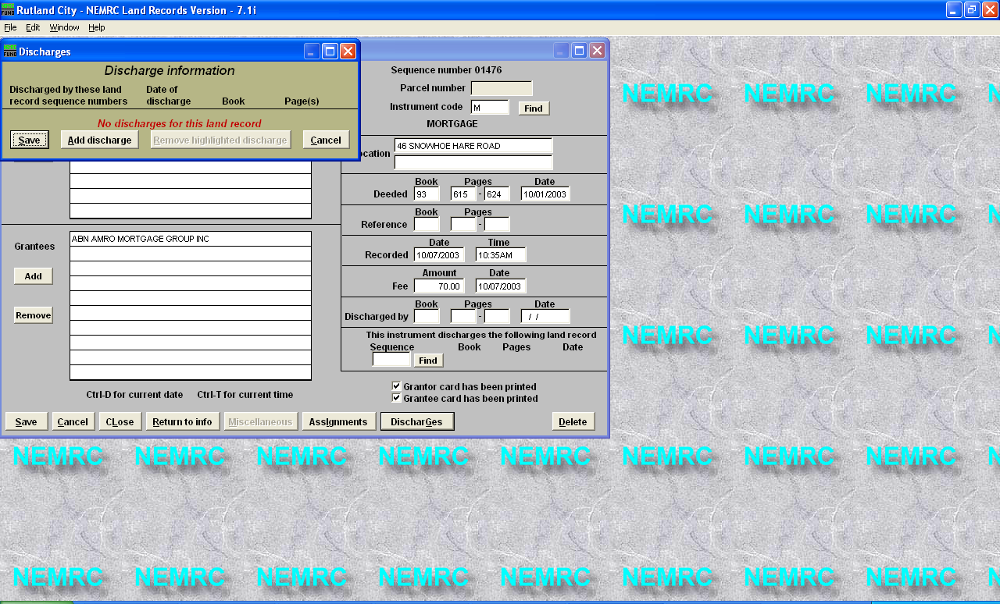 Rutland City - NEMRC Land Records Version - 7.1i
File Edit Window Help
Discharges
Discharge information
Discharged by these land record sequence numbers
Date of discharge
Book
Page(s)
No discharges for this land record
Save Add discharge Remove highlighted discharge Cancel
Sequence number 01476
Parcel number
Instrument code M Find
MORTGAGE
ocation 46 SNOWHOE HARE ROAD
Book Pages Date
Deeded 93 615 - 624 10/01/2003
Book Pages
Reference -
Date Time
Recorded 10/07/2003 10:35AM
Amount Date
Fee 70.00 10/07/2003
Book Pages Date
Discharged by - / /
This instrument discharges the following land record
Sequence Book Pages Date
Find
Grantor card has been printed
Grantee card has been printed
Grantees
ABN AMRO MORTGAGE GROUP INC
Add
Remove
Ctrl-D for current date Ctrl-T for current time
Save Cancel CLose Return to info Miscellaneous AssIgnments DischarGes Delete
NEMRC NEMRC NEMRC
NEMRC NEMRC NEMRC
NEMRC NEMRC NEMRC
NEMRC NEMRC NEMRC NEMRC NEMRC NEMRC NEMRC NEMRC
NEMRC NEMRC NEMRC NEMRC NEMRC NEMRC NEMRC NEMRC